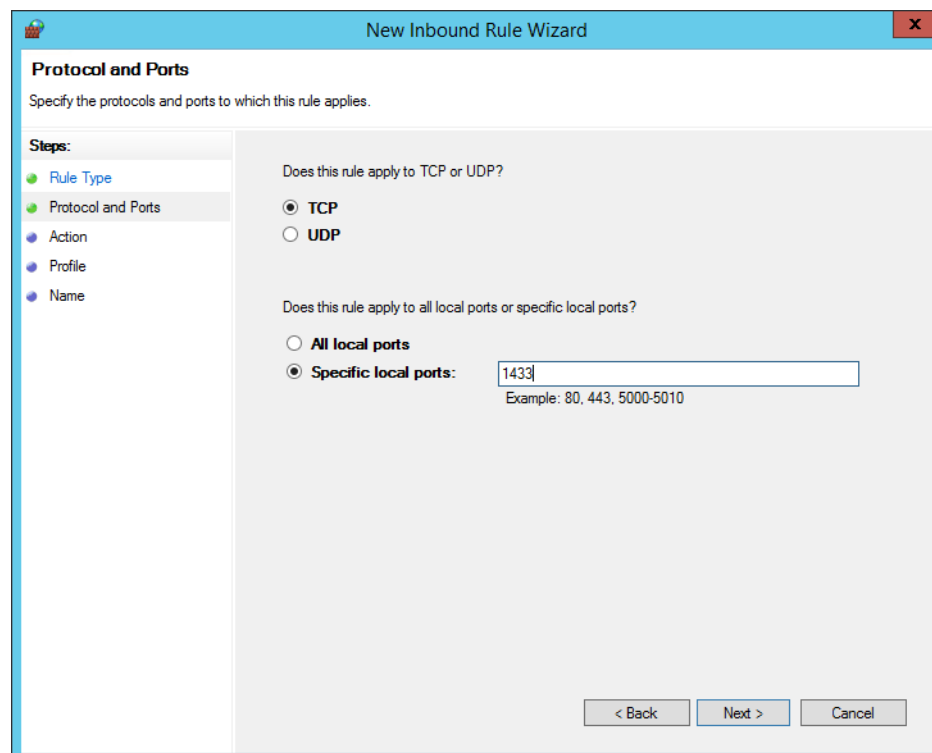 New Inbound Rule Wizard
x
Protocol and Ports
Specify the protocols and ports to which this rule applies.
Steps:
Rule Type
Protocol and Ports
Action
Profile
Name
Does this rule apply to TCP or UDP?
TCP
UDP
Does this rule apply to all local ports or specific local ports?
All local ports
Specific local ports: 1433
Example: 80, 443, 5000-5010
< Back Next > Cancel